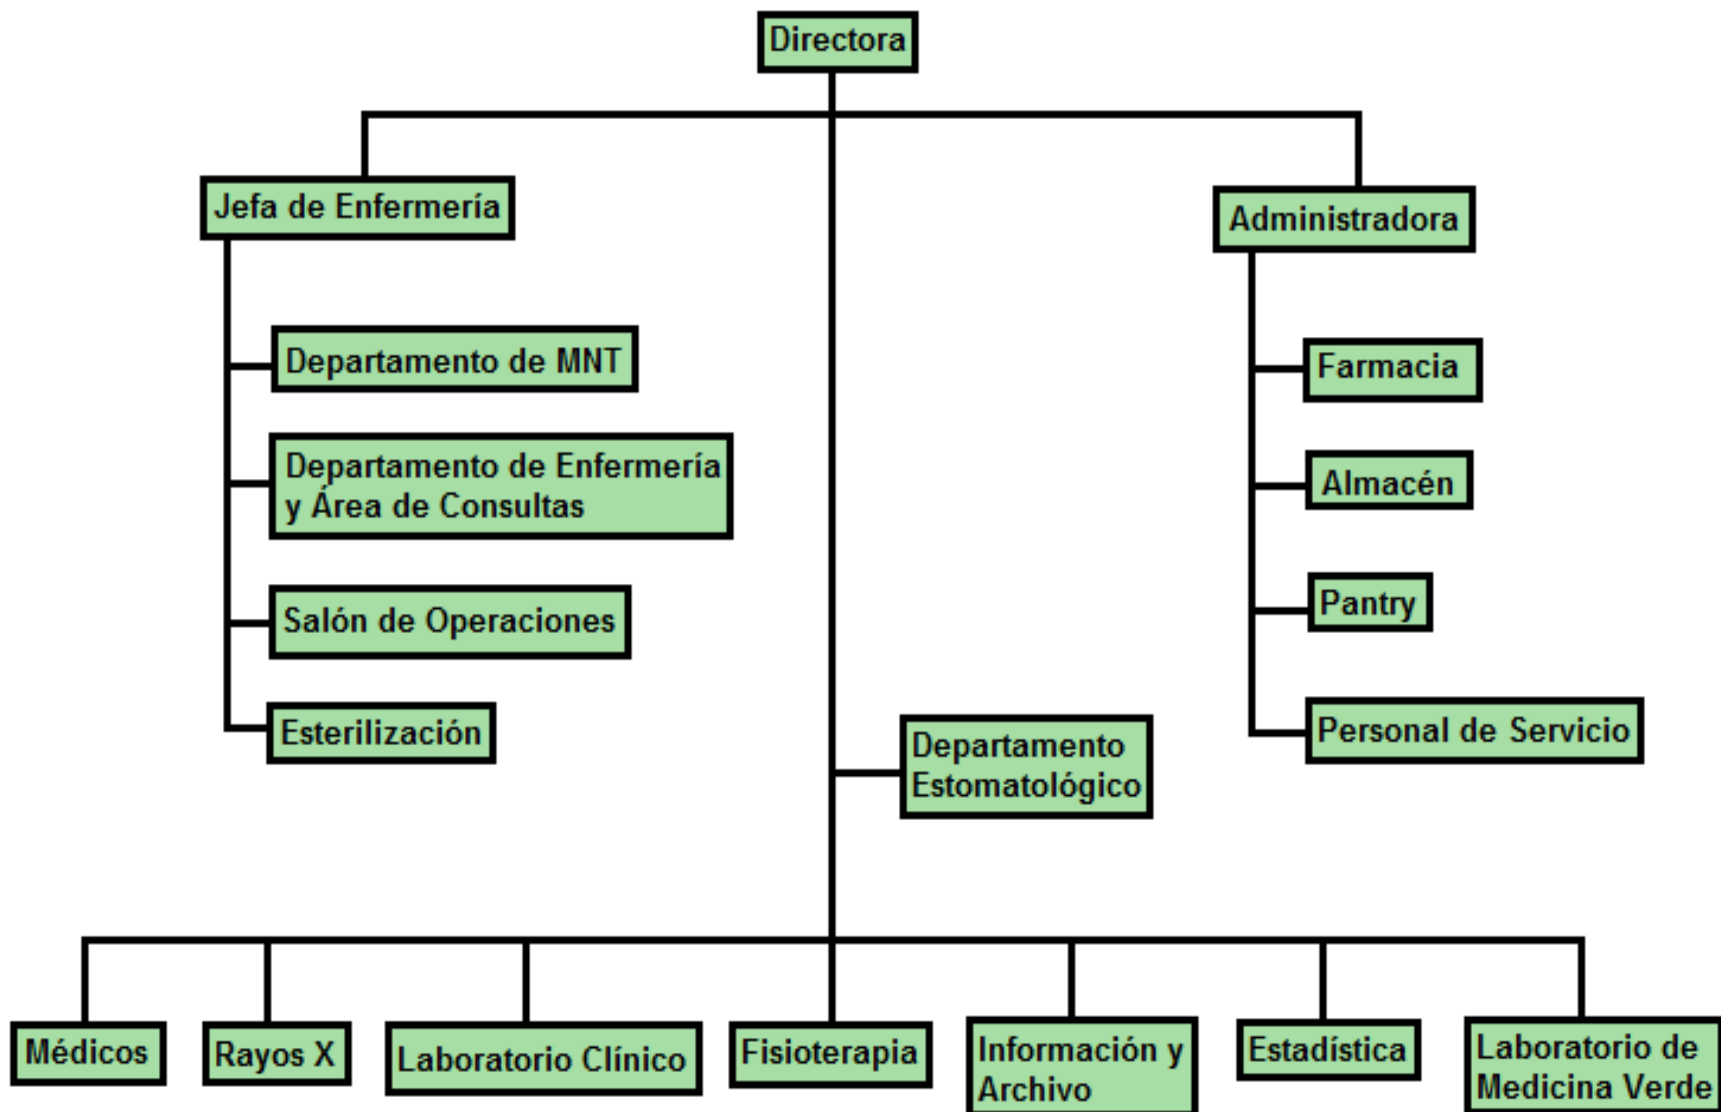 Directora
Jefa de Enfermería
Administradora
Departamento de MNT
Farmacia
Departamento de Enfermería
y Área de Consultas
Almacén
Salón de Operaciones
Pantry
Esterilización
Personal de Servicio
Departamento
Estomatológico
Médicos
Rayos X
Laboratorio Clínico
Fisioterapia
Información y
Archivo
Estadística
Laboratorio de
Medicina Verde